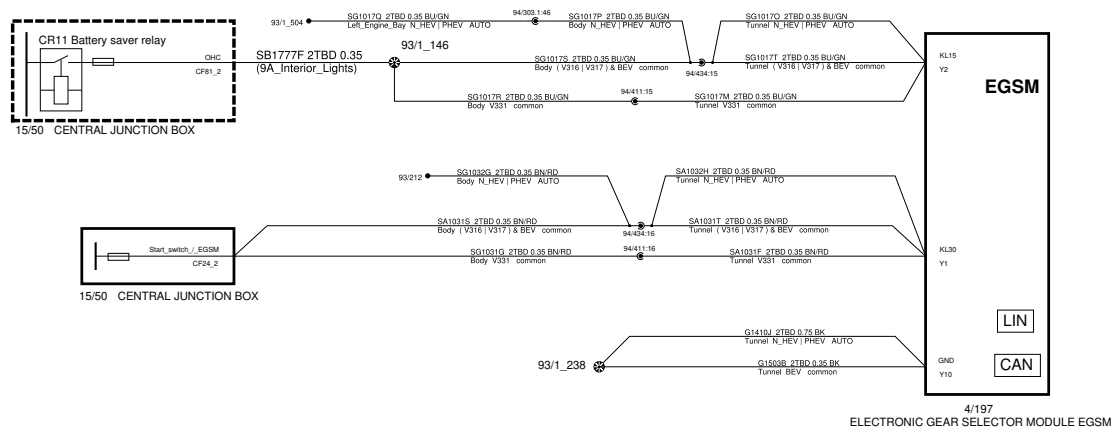 93/1_504
SG1017Q 2TBD 0.35 BU/GN
Left_Engine_Bay N_HEV | PHEV AUTO
94/303.1:46
SG1017P 2TBD 0.35 BU/GN
Body N_HEV | PHEV AUTO
SG1017O 2TBD 0.35 BU/GN
Tunnel N_HEV | PHEV AUTO
CR11 Battery saver relay
OHC
CF81_2
SB1777F 2TBD 0.35
(9A_Interior_Lights)
93/1_146
SG1017S 2TBD 0.35 BU/GN
Body ( V316 | V317 ) & BEV common
94/434:15
SG1017T 2TBD 0.35 BU/GN
Tunnel ( V316 | V317 ) & BEV common
KL15
Y2
EGSM
SG1017R 2TBD 0.35 BU/GN
Body V331 common
94/411:15
SG1017M 2TBD 0.35 BU/GN
Tunnel V331 common
15/50 CENTRAL JUNCTION BOX
93/212
SG1032G 2TBD 0.35 BN/RD
Body N_HEV | PHEV AUTO
SA1032H 2TBD 0.35 BN/RD
Tunnel N_HEV | PHEV AUTO
SA1031S 2TBD 0.35 BN/RD
Body ( V316 | V317 ) & BEV common
94/434:16
SA1031T 2TBD 0.35 BN/RD
Tunnel ( V316 | V317 ) & BEV common
Start_switch_/_EGSM
CF24_2
SG1031G 2TBD 0.35 BN/RD
Body V331 common
94/411:16
SA1031F 2TBD 0.35 BN/RD
Tunnel V331 common
KL30
Y1
15/50 CENTRAL JUNCTION BOX
LIN
G1410J 2TBD 0.75 BK
Tunnel N_HEV | PHEV AUTO
93/1_238
G1503B 2TBD 0.35 BK
Tunnel BEV common
GND
Y10
CAN
4/197
ELECTRONIC GEAR SELECTOR MODULE EGSM